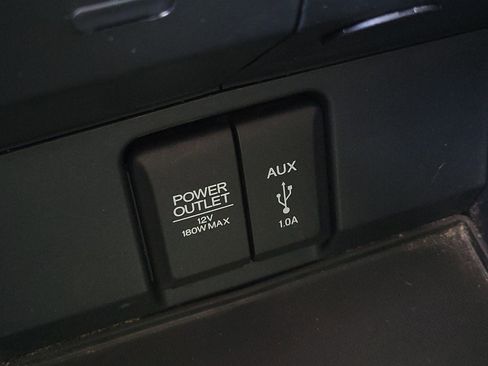 POWER
OUTLET
12V
180W MAX
AUX
1.0A